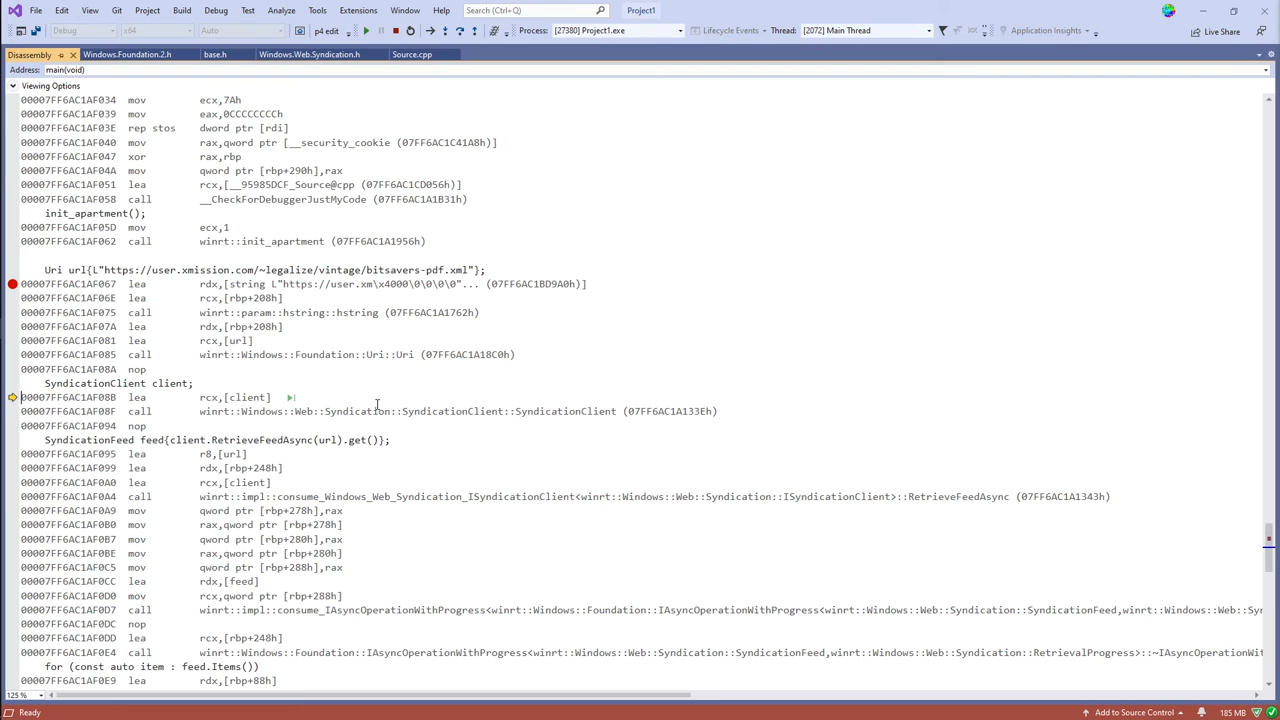 File Edit View Git Project Build Debug Test Analyze Tools Extensions Window Help Search (Ctrl+Q) Project1
Debug x64 Auto p4 edit Process: [27380] Project1.exe Lifecycle Events Thread: [2072] Main Thread Application Insights Live Share
Disassembly Windows.Foundation.2.h base.h Windows.Web.Syndication.h Source.cpp
Address: main(void)
Viewing Options
00007FF6AC1AF034 mov ecx,7Ah
00007FF6AC1AF039 mov eax,0CCCCCCCCh
00007FF6AC1AF03E rep stos dword ptr [rdi]
00007FF6AC1AF040 mov rax,qword ptr [__security_cookie (07FF6AC1C41A8h)]
00007FF6AC1AF047 xor rax,rbp
00007FF6AC1AF04A mov qword ptr [rbp+290h],rax
00007FF6AC1AF051 lea rcx,[__95985DCF_Source@cpp (07FF6AC1CD056h)]
00007FF6AC1AF058 call __CheckForDebuggerJustMyCode (07FF6AC1A1B31h)
init_apartment();
00007FF6AC1AF05D mov ecx,1
00007FF6AC1AF062 call winrt::init_apartment (07FF6AC1A1956h)
Uri url{L"https://user.xmission.com/~legalize/vintage/bitsavers-pdf.xml"};
00007FF6AC1AF067 lea rdx,[string L"https://user.xm\x4000\0\0\0\0"... (07FF6AC1BD9A0h)]
00007FF6AC1AF06E lea rcx,[rbp+208h]
00007FF6AC1AF075 call winrt::param::hstring::hstring (07FF6AC1A1762h)
00007FF6AC1AF07A lea rdx,[rbp+208h]
00007FF6AC1AF081 lea rcx,[url]
00007FF6AC1AF085 call winrt::Windows::Foundation::Uri::Uri (07FF6AC1A18C0h)
00007FF6AC1AF08A nop
SyndicationClient client;
00007FF6AC1AF08B lea rcx,[client]
00007FF6AC1AF08F call winrt::Windows::Web::Syndication::SyndicationClient::SyndicationClient (07FF6AC1A133Eh)
00007FF6AC1AF094 nop
SyndicationFeed feed{client.RetrieveFeedAsync(url).get()};
00007FF6AC1AF095 lea r8,[url]
00007FF6AC1AF099 lea rdx,[rbp+248h]
00007FF6AC1AF0A0 lea rcx,[client]
00007FF6AC1AF0A4 call winrt::impl::consume_Windows_Web_Syndication_ISyndicationClient<winrt::Windows::Web::Syndication::ISyndicationClient>::RetrieveFeedAsync (07FF6AC1A1343h)
00007FF6AC1AF0A9 mov qword ptr [rbp+278h],rax
00007FF6AC1AF0B0 mov rax,qword ptr [rbp+278h]
00007FF6AC1AF0B7 mov qword ptr [rbp+280h],rax
00007FF6AC1AF0BE mov rax,qword ptr [rbp+280h]
00007FF6AC1AF0C5 mov qword ptr [rbp+288h],rax
00007FF6AC1AF0CC lea rdx,[feed]
00007FF6AC1AF0D0 mov rcx,qword ptr [rbp+288h]
00007FF6AC1AF0D7 call winrt::impl::consume_IAsyncOperationWithProgress<winrt::Windows::Foundation::IAsyncOperationWithProgress<winrt::Windows::Web::Syndication::SyndicationFeed,winrt::Windows::Web::Sy
00007FF6AC1AF0DC nop
00007FF6AC1AF0DD lea rcx,[rbp+248h]
00007FF6AC1AF0E4 call winrt::Windows::Foundation::IAsyncOperationWithProgress<winrt::Windows::Web::Syndication::SyndicationFeed,winrt::Windows::Web::Syndication::RetrievalProgress>::~IAsyncOperationWit
for (const auto item : feed.Items())
00007FF6AC1AF0E9 lea rdx,[rbp+88h]
125 %
Ready Add to Source Control 185 MB